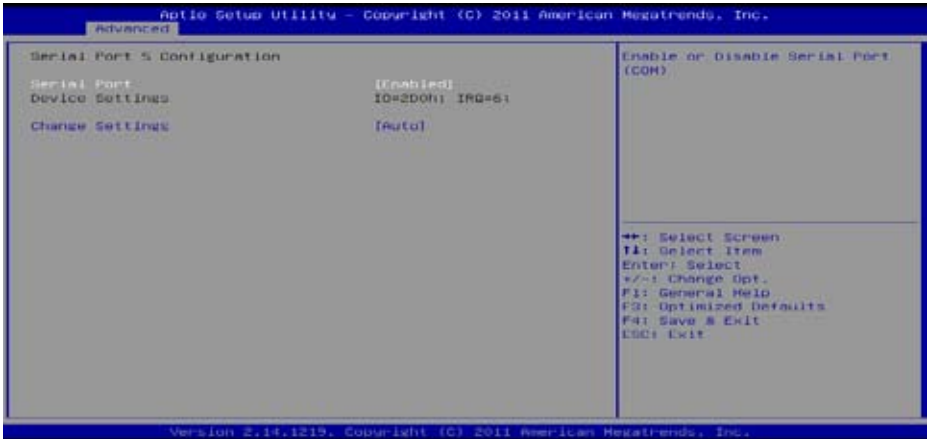 Aptio Setup Utility - Copyright (C) 2011 American Megatrends, Inc.
Advanced
Serial Port 5 Configuration
Serial Port [Enabled]
Device Settings IO=2D0h; IRQ=6;
Change Settings [Auto]
Enable or Disable Serial Port
(COM)
→←: Select Screen
↑↓: Select Item
Enter: Select
+/-: Change Opt.
F1: General Help
F3: Optimized Defaults
F4: Save & Exit
ESC: Exit
Version 2.14.1219. Copyright (C) 2011 American Megatrends, Inc.